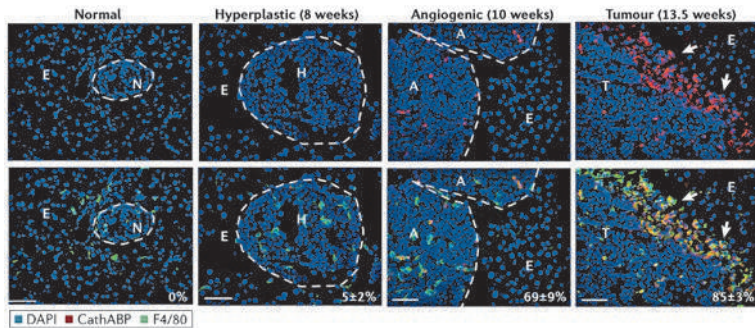 Normal Hyperplastic (8 weeks) Angiogenic (10 weeks) Tumour (13.5 weeks)
E N E H A A E T E
E N 0% E H 5±2% A A E 69±9% T E 85±3%
DAPI CathABP F4/80